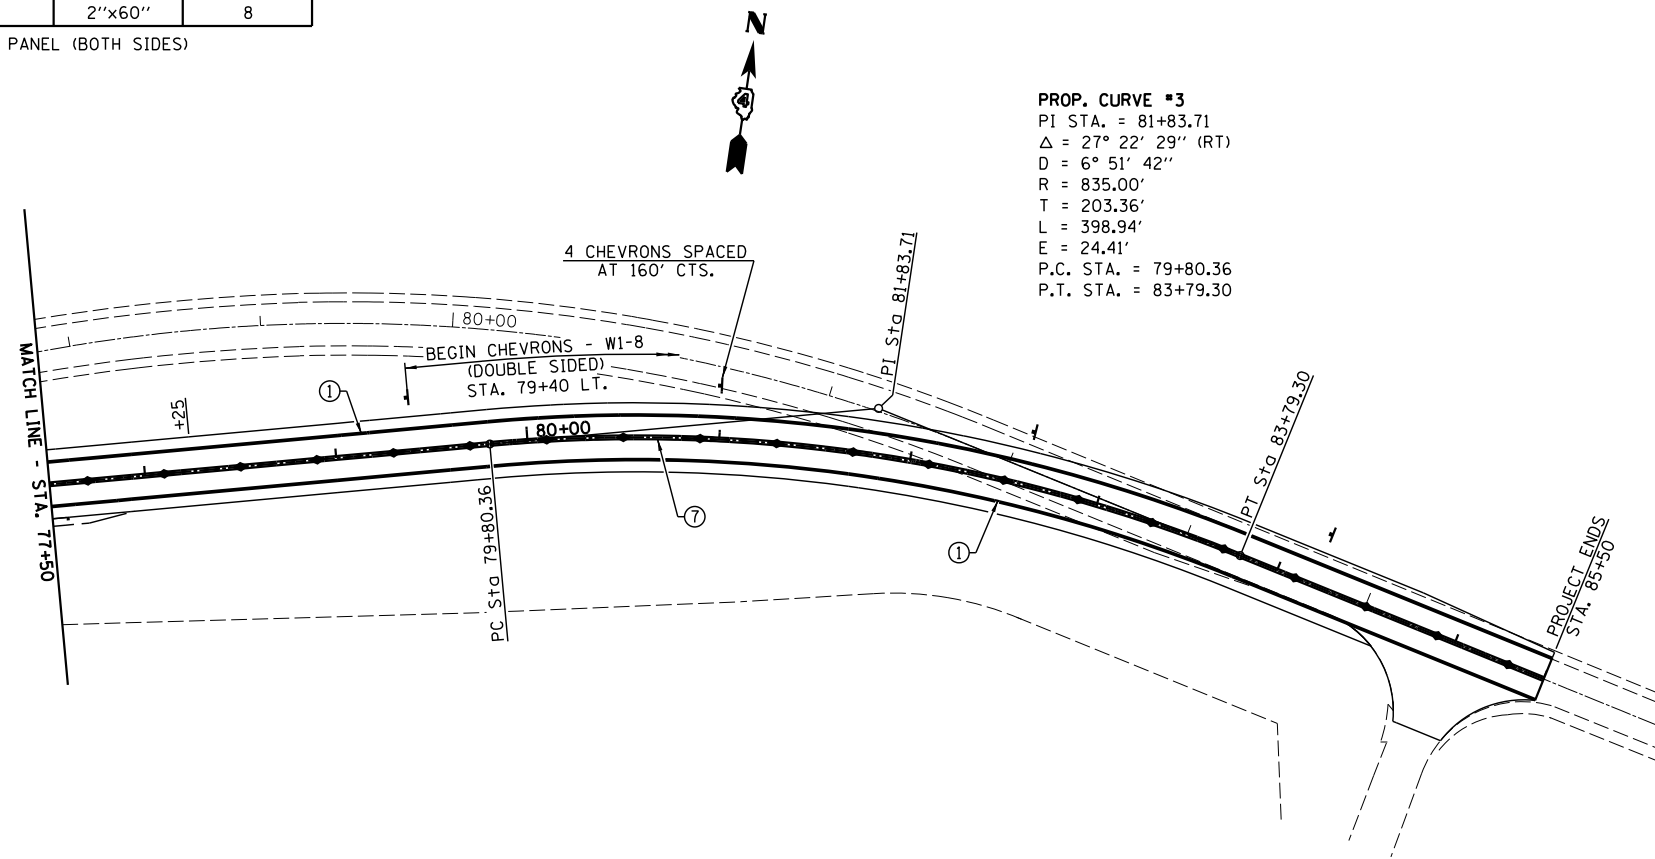 2''x60'' 8
PANEL (BOTH SIDES)
N
4
PROP. CURVE #3
PI STA. = 81+83.71
Δ = 27° 22' 29'' (RT)
D = 6° 51' 42''
R = 835.00'
T = 203.36'
L = 398.94'
E = 24.41'
P.C. STA. = 79+80.36
P.T. STA. = 83+79.30
4 CHEVRONS SPACED
AT 160' CTS.
PI Sta 81+83.71
80+00
BEGIN CHEVRONS - W1-8
(DOUBLE SIDED)
STA. 79+40 LT.
MATCH LINE - STA. 77+50
+25
1
80+00
PC Sta 79+80.36
7
1
PT Sta 83+79.30
PROJECT ENDS
STA. 85+50